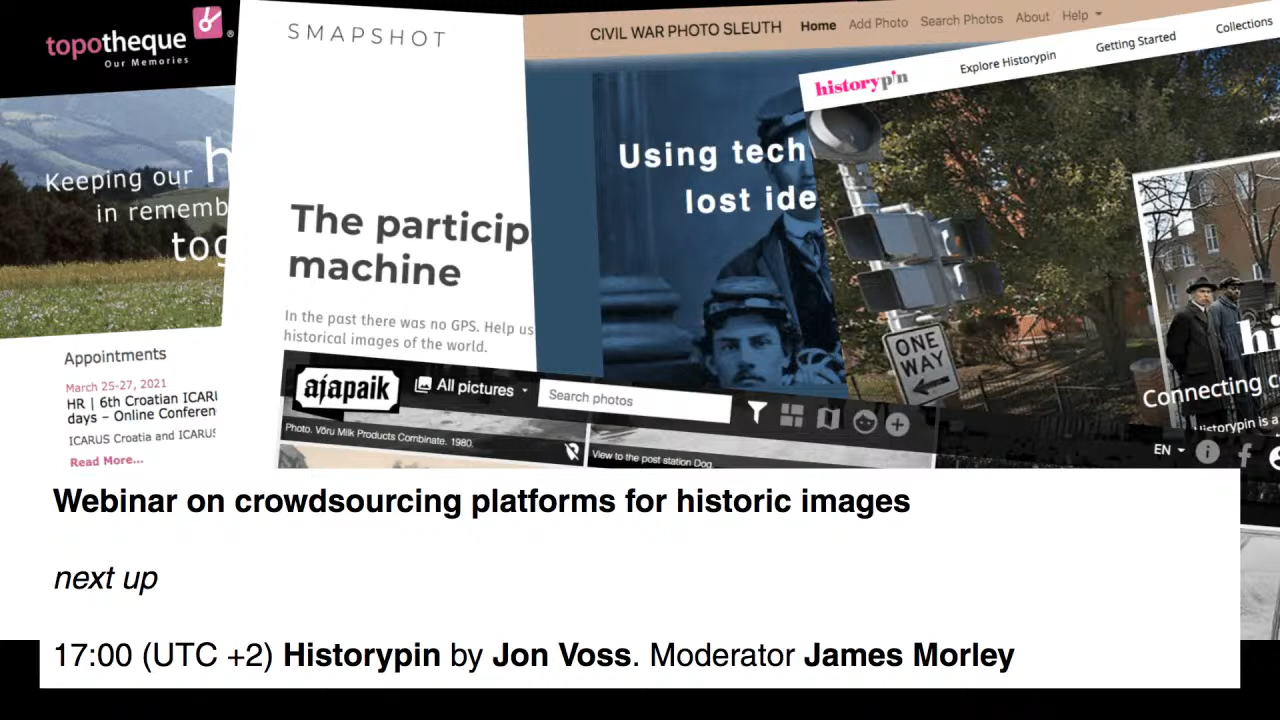 topotheque
®
Our Memories
Keeping our h
in rememb
tog
Appointments
March 25-27, 2021
HR | 6th Croatian ICARU
days – Online Conferen
ICARUS Croatia and ICARUS
Read More...
SMAPSHOT
The particip
machine
In the past there was no GPS. Help us
historical images of the world.
CIVIL WAR PHOTO SLEUTH Home Add Photo Search Photos About Help
Using tech
lost ide
historypin Explore Historypin Getting Started Collections
ONE
WAY
hi
Connecting c
Historypin is a
ajapaik All pictures Search photos
Photo. Võru Milk Products Combinate. 1980.
View to the post station Dog.
EN
Webinar on crowdsourcing platforms for historic images
next up
17:00 (UTC +2) Historypin by Jon Voss. Moderator James Morley